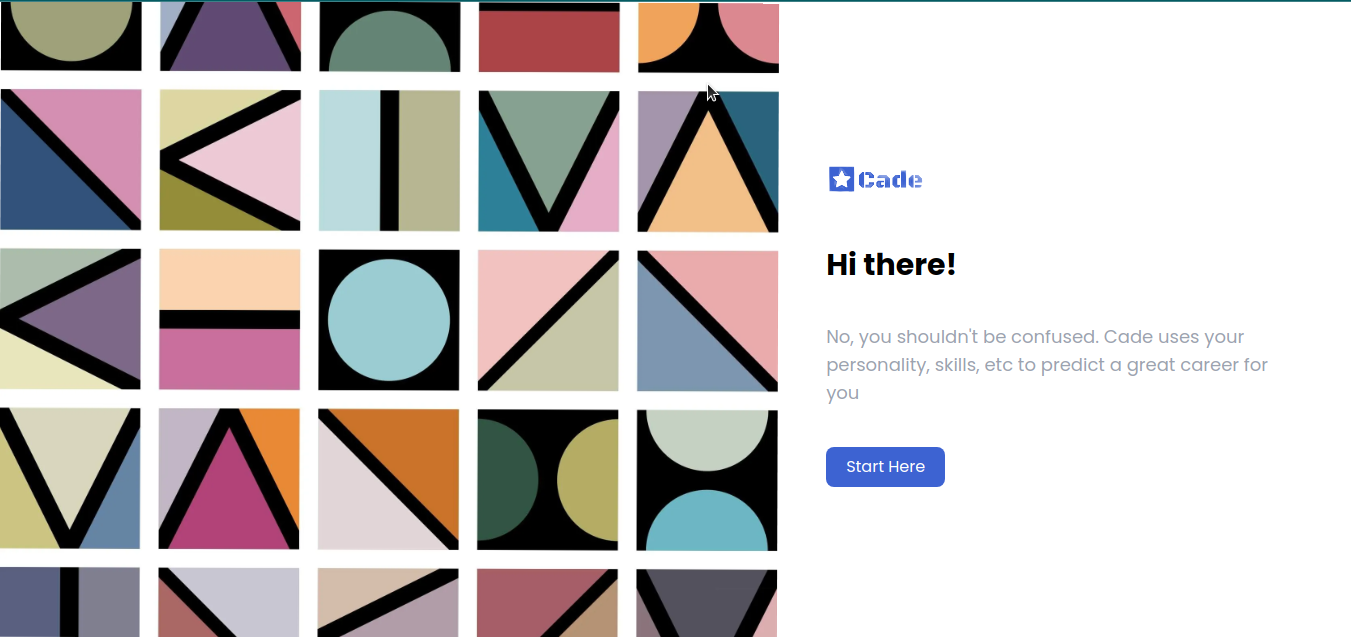 Cade
Hi there!
No, you shouldn't be confused. Cade uses your
personality, skills, etc to predict a great career for
you
Start Here